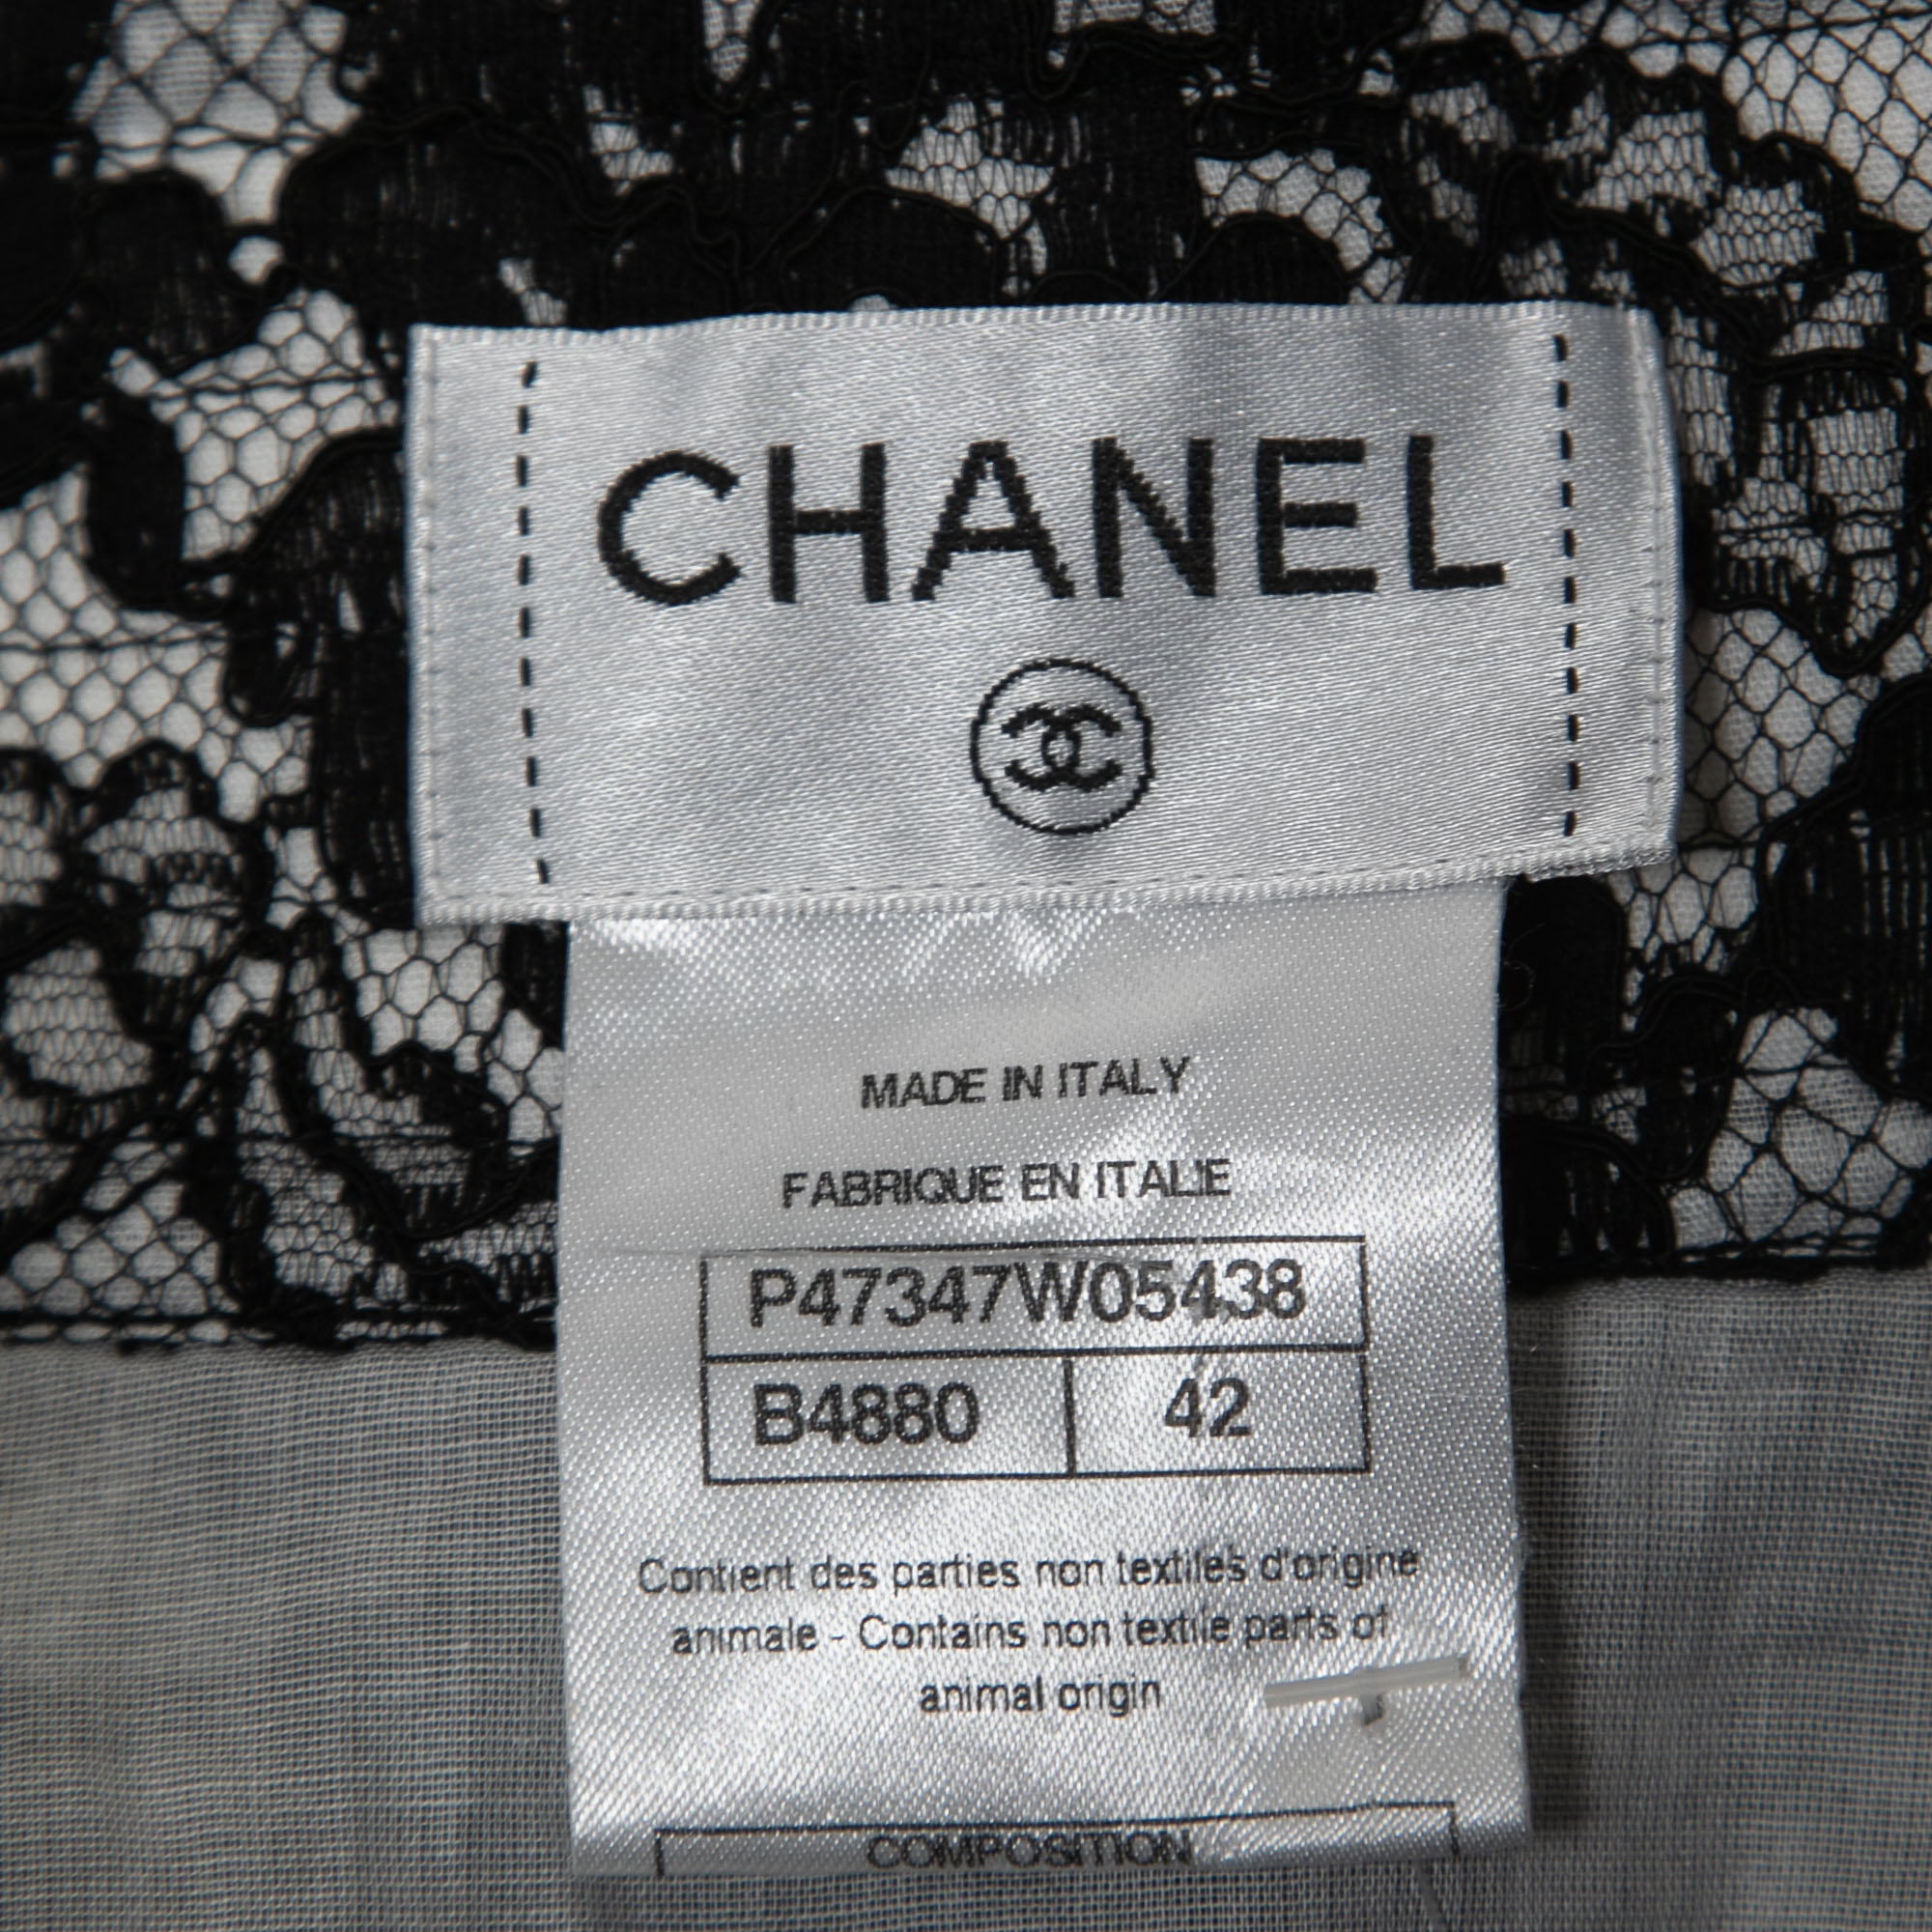 CHANEL
MADE IN ITALY
FABRIQUE EN ITALIE
P47347W05438
B4880 42
Contient des parties non textiles d'origine
animale - Contains non textile parts of
animal origin
COMPOSITION